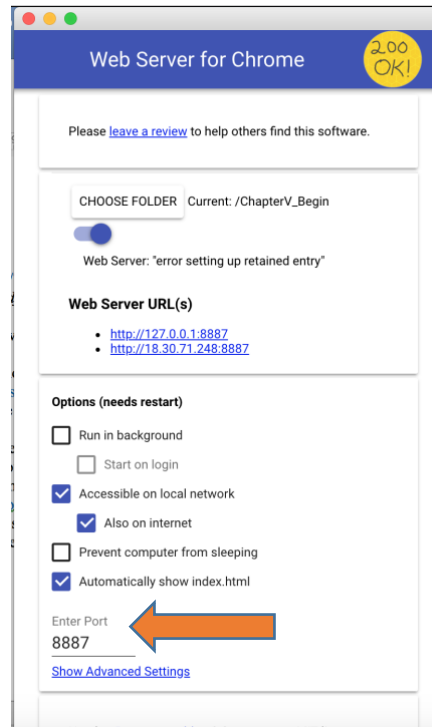 Web Server for Chrome
200
OK!
Please leave a review to help others find this software.
CHOOSE FOLDER Current: /ChapterV_Begin
Web Server: "error setting up retained entry"
Web Server URL(s)
http://127.0.0.1:8887
http://18.30.71.248:8887
Options (needs restart)
Run in background
Start on login
Accessible on local network
Also on internet
Prevent computer from sleeping
Automatically show index.html
Enter Port
8887
Show Advanced Settings